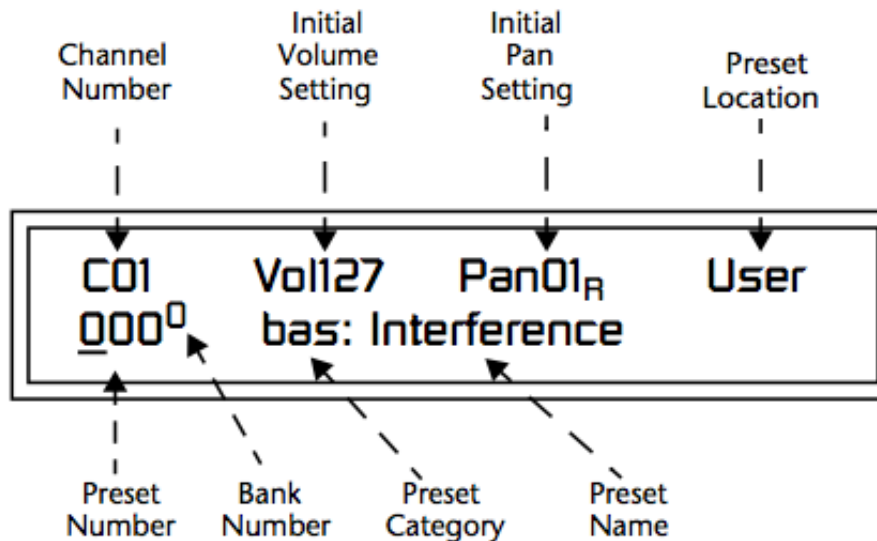 Channel
Number
Initial
Volume
Setting
Initial
Pan
Setting
Preset
Location
C01 Vol127 Pan01R User
000⁰ bas: Interference
Preset
Number
Bank
Number
Preset
Category
Preset
Name